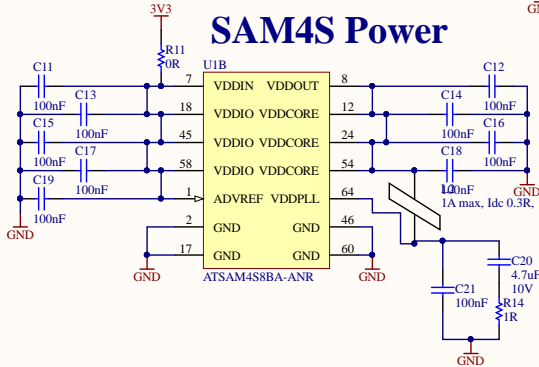 3V3
GND
SAM4S Power
R11
0R
U1B
C11
100nF
C13
100nF
C15
100nF
C17
100nF
C19
100nF
GND
7 VDDIN VDDOUT 8
18 VDDIO VDDCORE 12
45 VDDIO VDDCORE 24
58 VDDIO VDDCORE 54
1 ADVREF VDDPLL 64
2 GND GND 46
17 GND GND 60
ATSAM4S8BA-ANR
GND
GND
C12
100nF
C14
100nF
C16
100nF
C18
100nF
GND
1A max, Idc 0.3R,
C20
4.7uF
10V
C21
100nF
R14
1R
GND